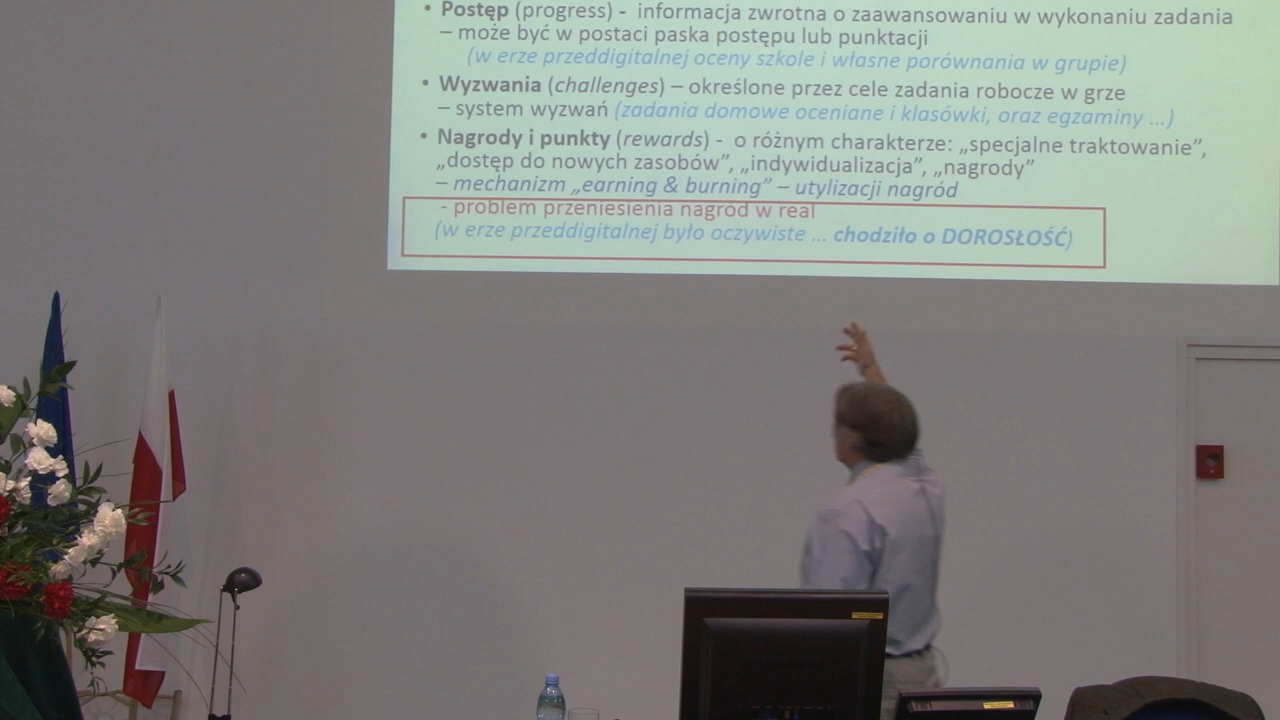 • Postęp (progress) - informacja zwrotna o zaawansowaniu w wykonaniu zadania
– może być w postaci paska postępu lub punktacji
(w erze przeddigitalnej oceny szkole i własne porównania w grupie)
• Wyzwania (challenges) – określone przez cele zadania robocze w grze
– system wyzwań (zadania domowe oceniane i klasówki, oraz egzaminy ...)
• Nagrody i punkty (rewards) - o różnym charakterze: „specjalne traktowanie”,
„dostęp do nowych zasobów”, „indywidualizacja”, „nagrody”
– mechanizm „earning & burning” – utylizacji nagród
- problem przeniesienia nagród w real
(w erze przeddigitalnej było oczywiste ... chodziło o DOROSŁOŚĆ)